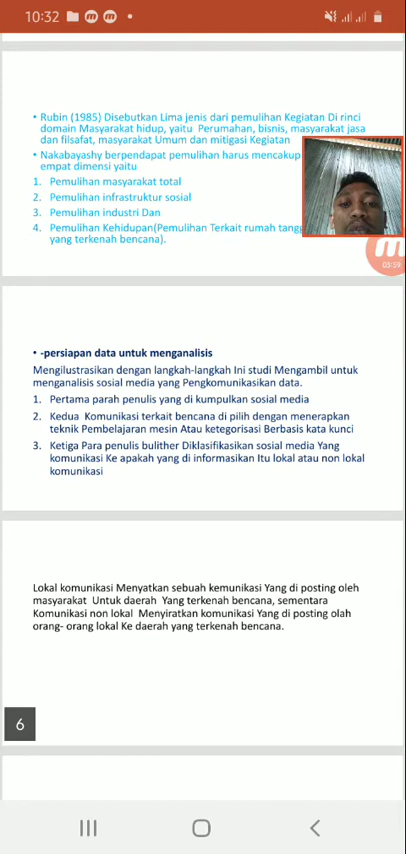 10:32
• Rubin (1985) Disebutkan Lima jenis dari pemulihan Kegiatan Di rinci
domain Masyarakat hidup, yaitu Perumahan, bisnis, masyarakat jasa
dan filsafat, masyarakat Umum dan mitigasi Kegiatan
• Nakabayashy berpendapat pemulihan harus mencakup
empat dimensi yaitu
1. Pemulihan masyarakat total
2. Pemulihan infrastruktur sosial
3. Pemulihan industri Dan
4. Pemulihan Kehidupan(Pemulihan Terkait rumah
yang terkenah bencana).
03:59
• -persiapan data untuk menganalisis
Mengilustrasikan dengan langkah-langkah Ini studi Mengambil untuk
menganalisis sosial media yang Pengkomunikasikan data.
1. Pertama parah penulis yang di kumpulkan sosial media
2. Kedua Komunikasi terkait bencana di pilih dengan menerapkan
teknik Pembelajaran mesin Atau ketegorisasi Berbasis kata kunci
3. Ketiga Para penulis bulither Diklasifikasikan sosial media Yang
komunikasi Ke apakah yang di informasikan Itu lokal atau non lokal
komunikasi
Lokal komunikasi Menyatkan sebuah kemunikasi Yang di posting oleh
masyarakat Untuk daerah Yang terkenah bencana, sementara
Komunikasi non lokal Menyiratkan komunikasi Yang di posting olah
orang- orang lokal Ke daerah yang terkenah bencana.
6